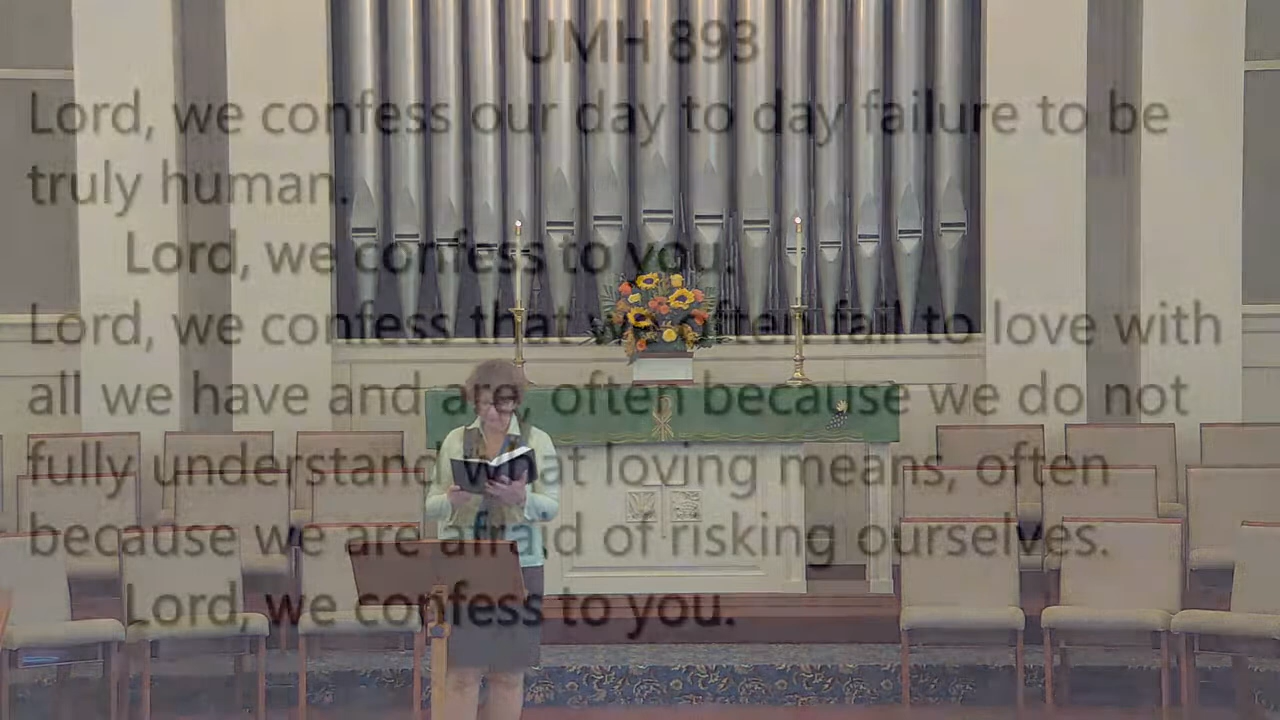 UMH 893
Lord, we confess our day to day failure to be
truly human.
Lord, we confess to you.
Lord, we confess that we often fail to love with
all we have and are, often because we do not
fully understand what loving means, often
because we are afraid of risking ourselves.
Lord, we confess to you.